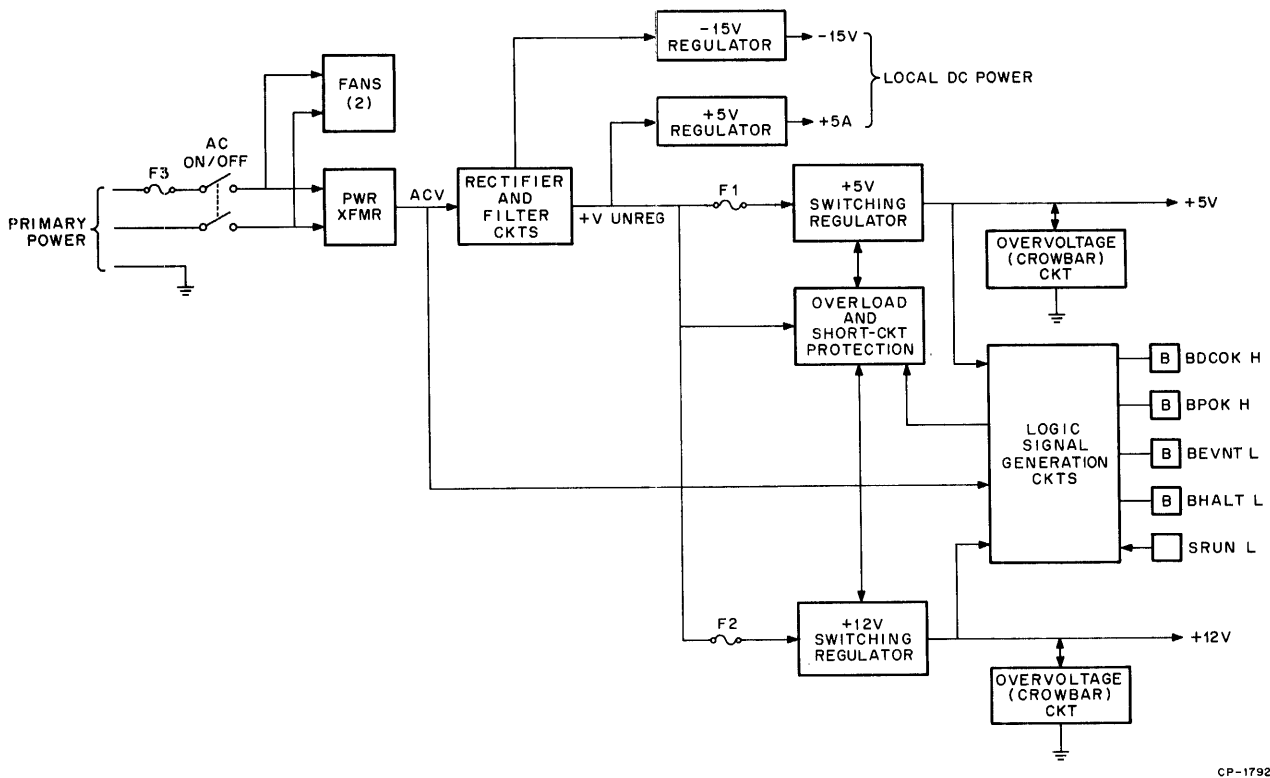 -15V
REGULATOR
-15V
LOCAL DC POWER
FANS
(2)
+5V
REGULATOR
+5A
AC
ON/OFF
F3
PRIMARY
POWER
PWR
XFMR
ACV
RECTIFIER
AND
FILTER
CKTS
+V UNREG
F1
+5V
SWITCHING
REGULATOR
+5V
OVERVOLTAGE
(CROWBAR)
CKT
OVERLOAD
AND
SHORT-CKT
PROTECTION
LOGIC
SIGNAL
GENERATION
CKTS
B BDCOK H
B BPOK H
B BEVNT L
B BHALT L
SRUN L
F2
+12V
SWITCHING
REGULATOR
+12V
OVERVOLTAGE
(CROWBAR)
CKT
CP-1792